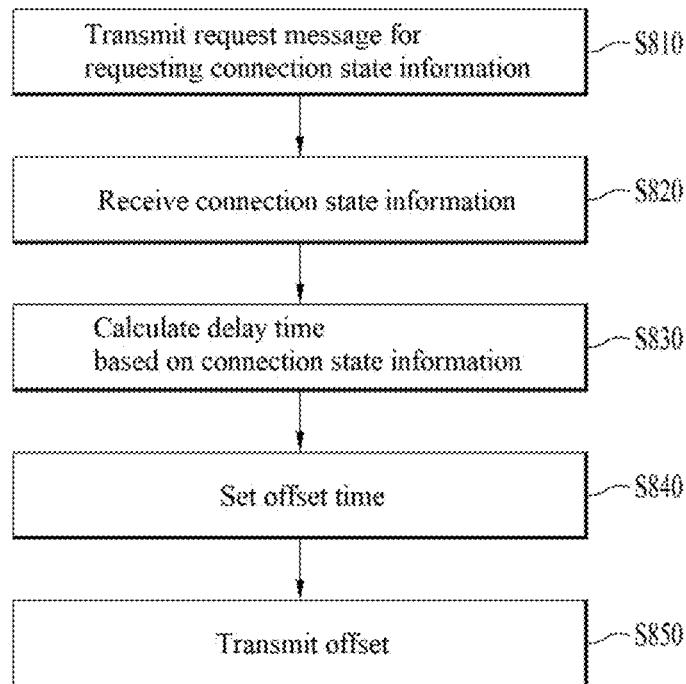 Transmit request message for
requesting connection state information
S810
Receive connection state information
S820
Calculate delay time
based on connection state information
S830
Set offset time
S840
Transmit offset
S850